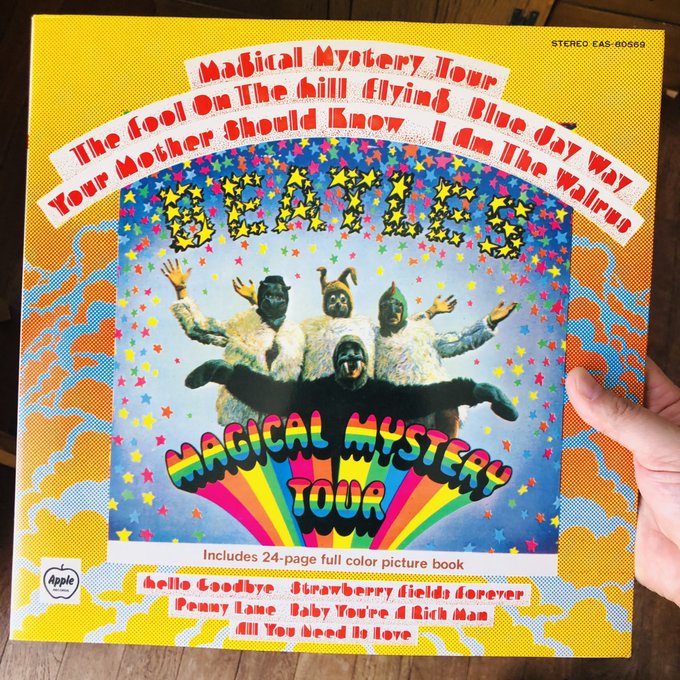 STEREO EAS-80569
Magical Mystery Tour
The Fool On The Hill Flying Blue Jay Way
Your Mother Should Know I Am The Walrus
BEATLES
MAGICAL MYSTERY
TOUR
Includes 24-page full color picture book
Apple
RECORDS
Hello Goodbye Strawberry Fields Forever
Penny Lane Baby You're A Rich Man
All You Need Is Love